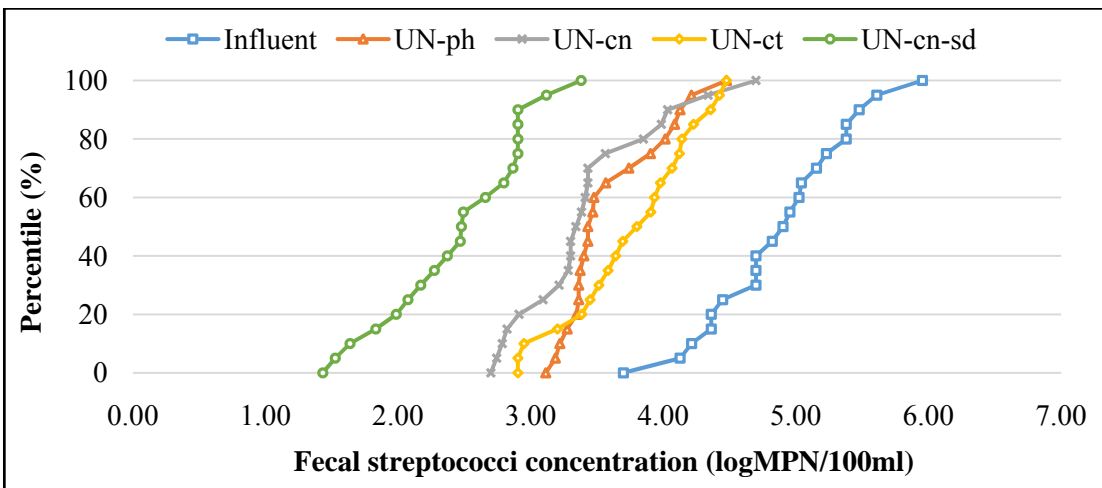 Influent UN-ph UN-cn UN-ct UN-cn-sd
100
80
60
40
20
0
Percentile (%)
0.00 1.00 2.00 3.00 4.00 5.00 6.00 7.00
Fecal streptococci concentration (logMPN/100ml)